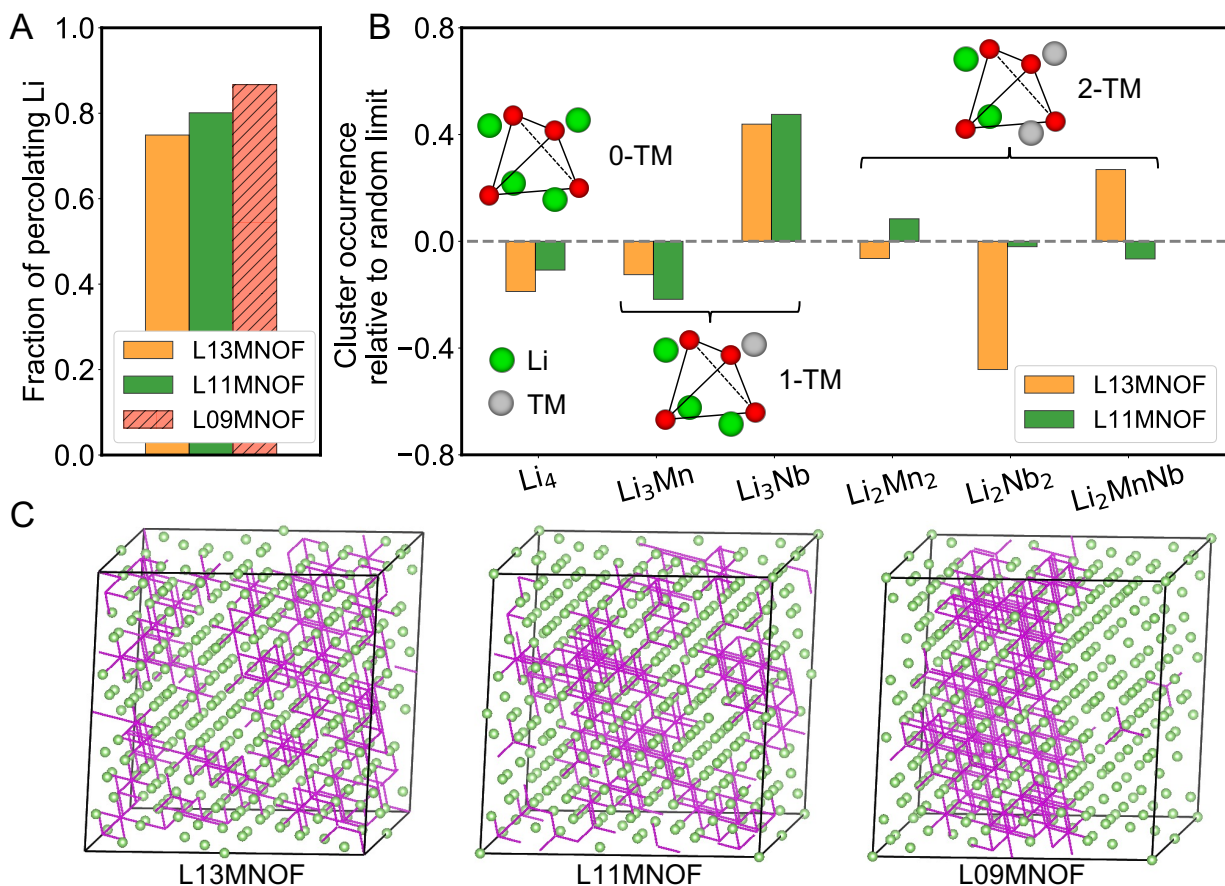 A
Fraction of percolating Li
1.0
0.8
0.6
0.4
0.2
0.0
L13MNOF
L11MNOF
L09MNOF
B
Cluster occurrence
relative to random limit
0.8
0.4
0.0
−0.4
−0.8
0-TM
2-TM
1-TM
Li
TM
L13MNOF
L11MNOF
Li₄
Li₃Mn
Li₃Nb
Li₂Mn₂
Li₂Nb₂
Li₂MnNb
C
L13MNOF
L11MNOF
L09MNOF